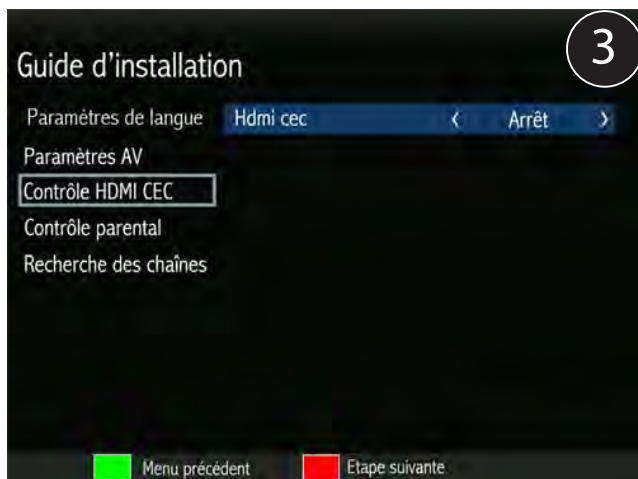 3
Guide d'installation
Paramètres de langue
Hdmi cec < Arrêt >
Paramètres AV
Contrôle HDMI CEC
Contrôle parental
Recherche des chaînes
Menu précédent
Etape suivante